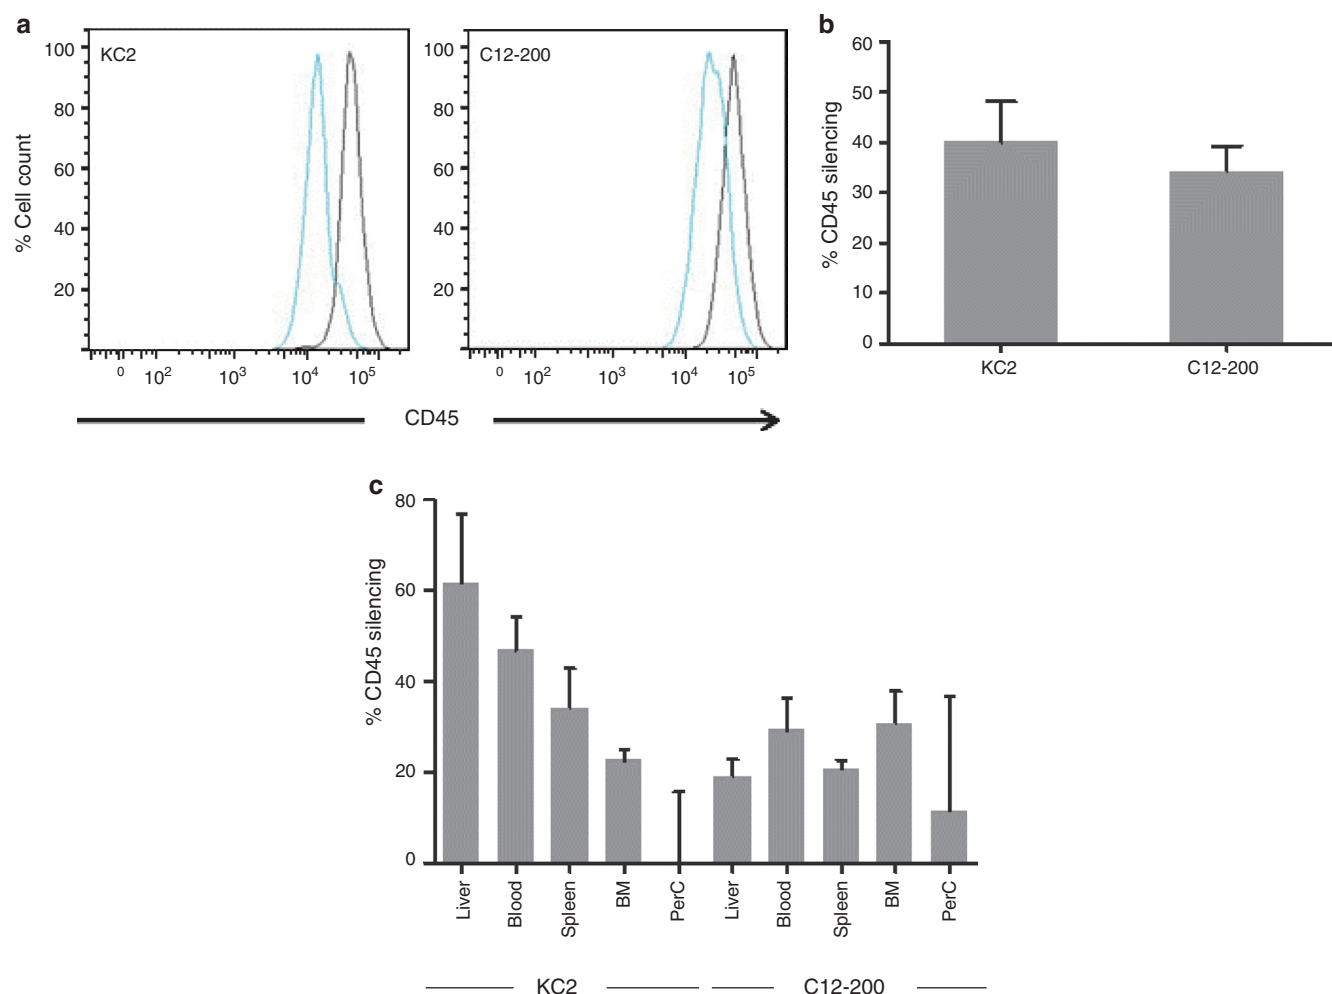 a
KC2
% Cell count
100
80
60
40
20
0 10² 10³ 10⁴ 10⁵
C12-200
100
80
60
40
20
0 10² 10³ 10⁴ 10⁵
CD45
b
% CD45 silencing
60
50
40
30
20
10
0
KC2 C12-200
c
% CD45 silencing
80
60
40
20
0
Liver Blood Spleen BM PerC Liver Blood Spleen BM PerC
KC2 C12-200